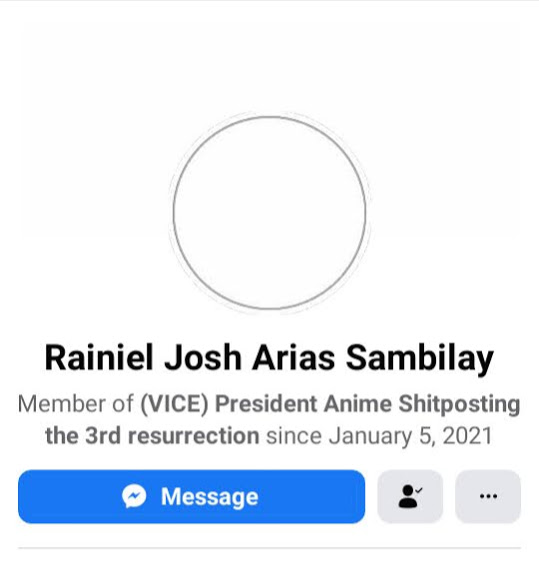 Rainiel Josh Arias Sambilay
Member of (VICE) President Anime Shitposting
the 3rd resurrection since January 5, 2021
Message